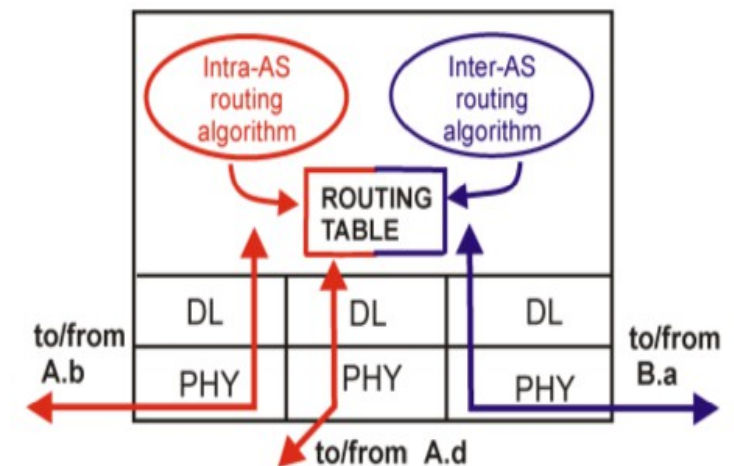 Intra-AS
routing
algorithm
Inter-AS
routing
algorithm
ROUTING
TABLE
DL
DL
DL
to/from
A.b
PHY
PHY
PHY
to/from
B.a
to/from A.d